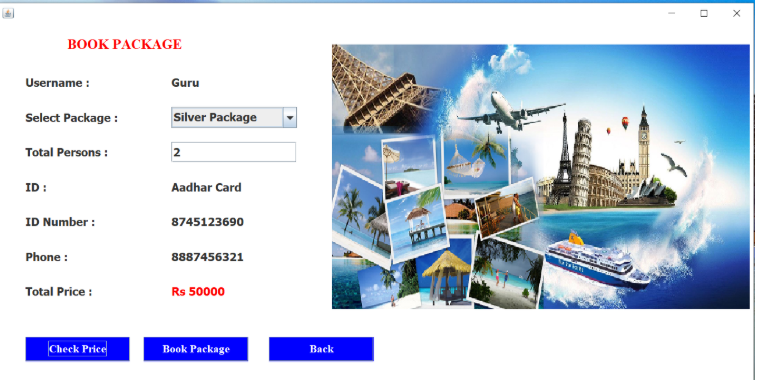 BOOK PACKAGE
Username : Guru
Select Package : Silver Package
Total Persons : 2
ID : Aadhar Card
ID Number : 8745123690
Phone : 8887456321
Total Price : Rs 50000
Check Price Book Package Back